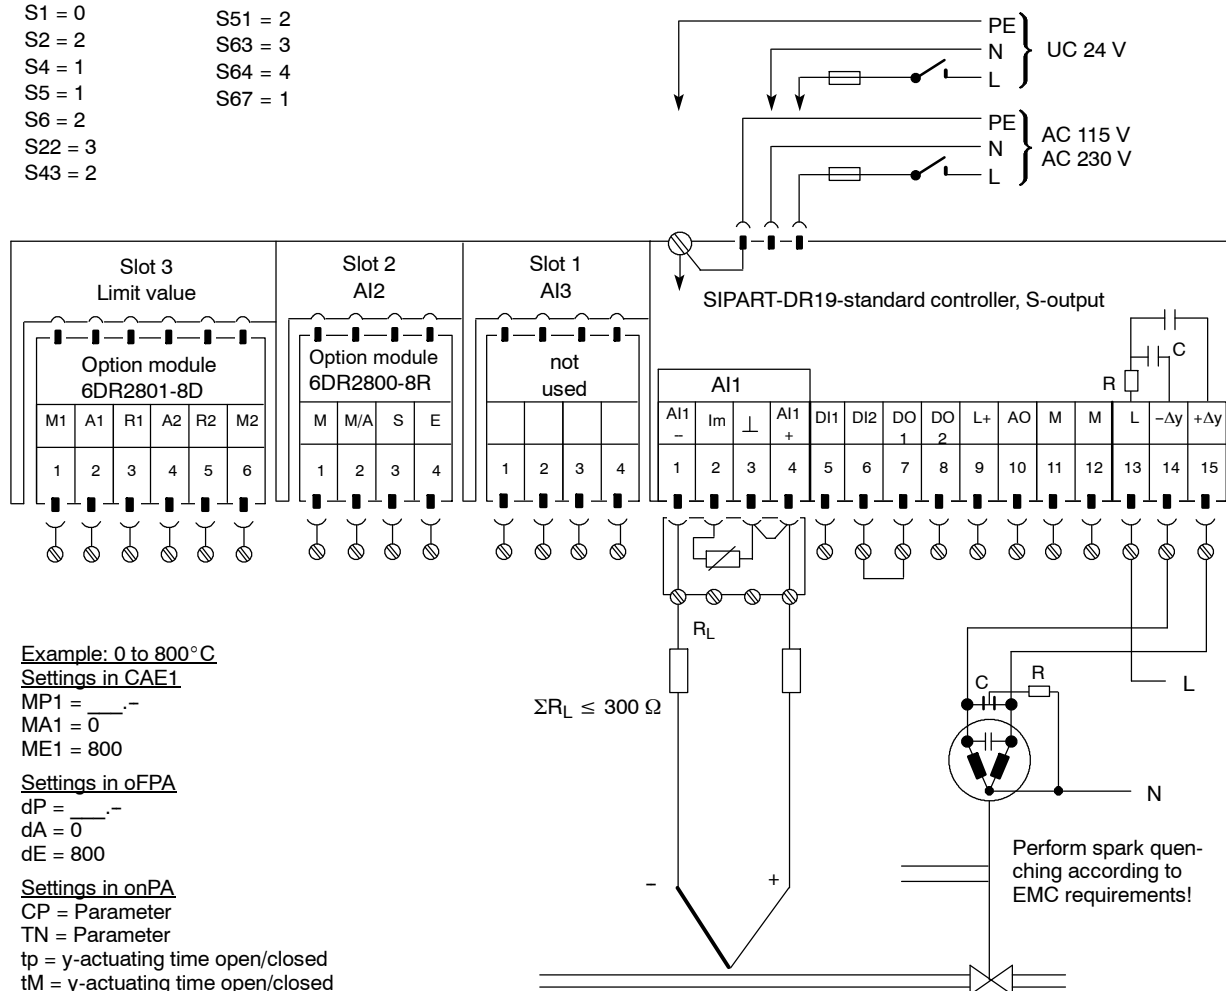 S1 = 0
S2 = 2
S4 = 1
S5 = 1
S6 = 2
S22 = 3
S43 = 2
S51 = 2
S63 = 3
S64 = 4
S67 = 1
PE
N
L
UC 24 V
PE
N
L
AC 115 V
AC 230 V
Slot 3
Limit value
Option module
6DR2801-8D
M1 A1 R1 A2 R2 M2
1 2 3 4 5 6
Slot 2
AI2
Option module
6DR2800-8R
M M/A S E
1 2 3 4
Slot 1
AI3
not
used
1 2 3 4
SIPART-DR19-standard controller, S-output
C
R
AI1
AI1 – Im ⊥ AI1 + DI1 DI2 DO 1 DO 2 L+ AO M M L –Δy +Δy
1 2 3 4 5 6 7 8 9 10 11 12 13 14 15
RL
ΣRL ≤ 300 Ω
– +
C R
L
N
Perform spark quen-
ching according to
EMC requirements!
Example: 0 to 800°C
Settings in CAE1
MP1 = ___.–
MA1 = 0
ME1 = 800
Settings in oFPA
dP = ___.–
dA = 0
dE = 800
Settings in onPA
CP = Parameter
TN = Parameter
tp = y-actuating time open/closed
tM = y-actuating time open/closed